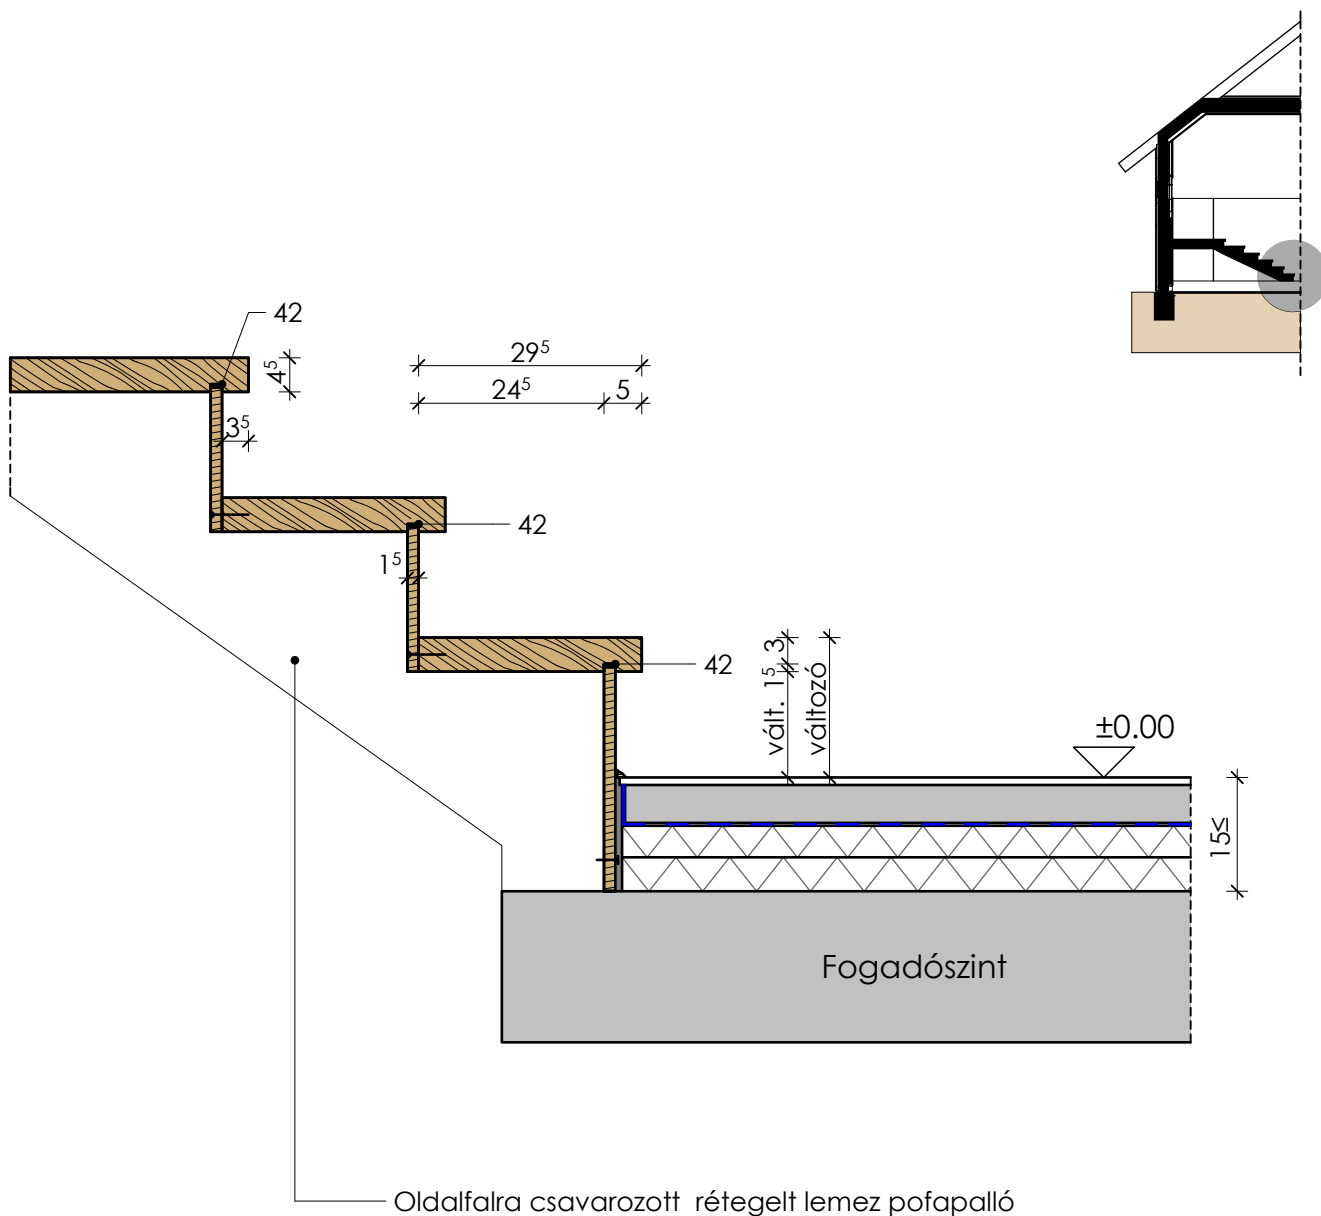 42
4⁵
29⁵
24⁵ 5
3⁵
42
1⁵
42
3
vált. 1⁵
változó
±0.00
15≤
Fogadószint
Oldalfalra csavarozott rétegelt lemez pofapalló